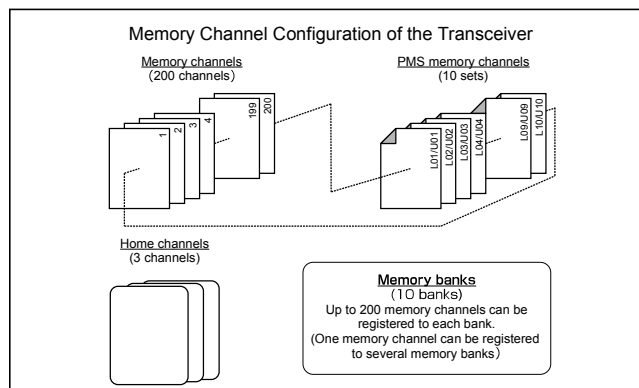 Memory Channel Configuration of the Transceiver
Memory channels
(200 channels)
1
2
3
4
199
200
PMS memory channels
(10 sets)
L01/U01
L02/U02
L03/U03
L04/U04
L09/U09
L10/U10
Home channels
(3 channels)
Memory banks
(10 banks)
Up to 200 memory channels can be
registered to each bank.
(One memory channel can be registered
to several memory banks)